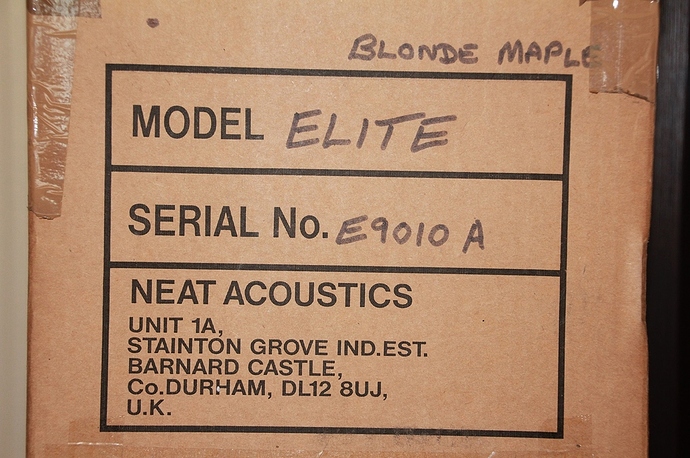 BLONDE MAPLE
MODEL ELITE
SERIAL No. E9010 A
NEAT ACOUSTICS
UNIT 1A,
STAINTON GROVE IND.EST.
BARNARD CASTLE,
Co.DURHAM, DL12 8UJ,
U.K.